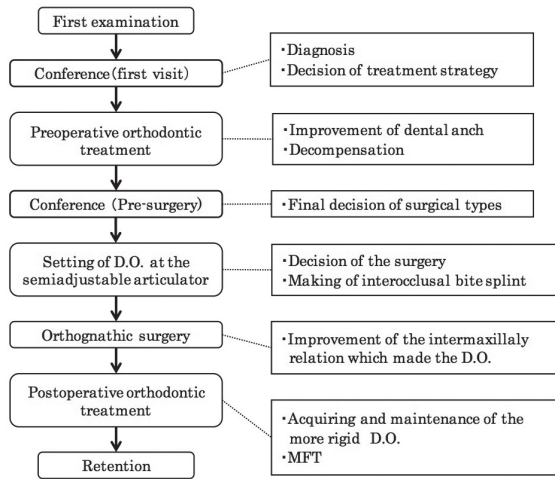 First examination
Conference(first visit)
・Diagnosis
・Decision of treatment strategy
Preoperative orthodontic
treatment
・Improvement of dental anch
・Decompensation
Conference (Pre-surgery)
・Final decision of surgical types
Setting of D.O. at the
semiadjustable articulator
・Decision of the surgery
・Making of interocclusal bite splint
Orthognathic surgery
・Improvement of the intermaxillaly
relation which made the D.O.
Postoperative orthodontic
treatment
・Acquiring and maintenance of the
more rigid D.O.
・MFT
Retention